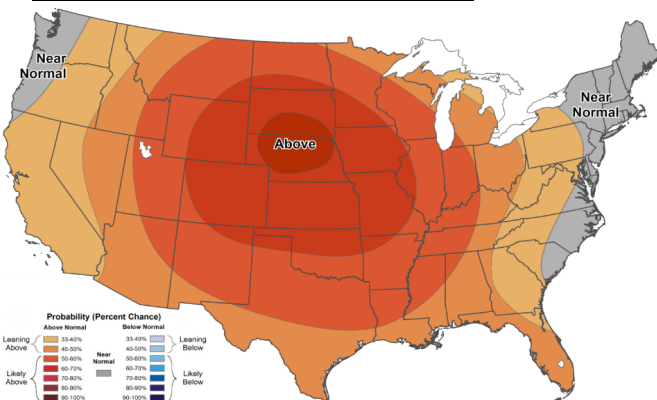 Near
Normal
Near
Normal
Above
Probability (Percent Chance)
Above Normal
Below Normal
Leaning
Above
33-40%
40-50%
Likely
Above
50-60%
60-70%
70-80%
80-90%
90-100%
Near
Normal
33-40%
40-50%
Leaning
Below
50-60%
60-70%
70-80%
80-90%
90-100%
Likely
Below